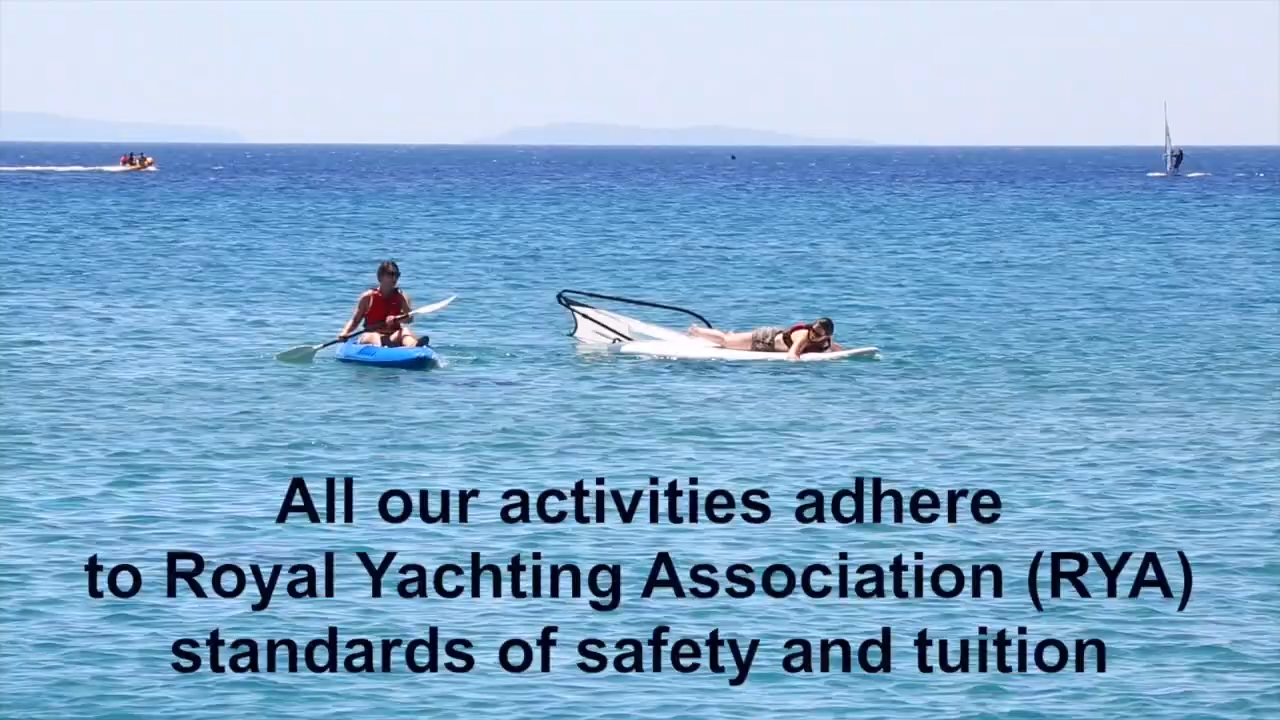 All our activities adhere
to Royal Yachting Association (RYA)
standards of safety and tuition